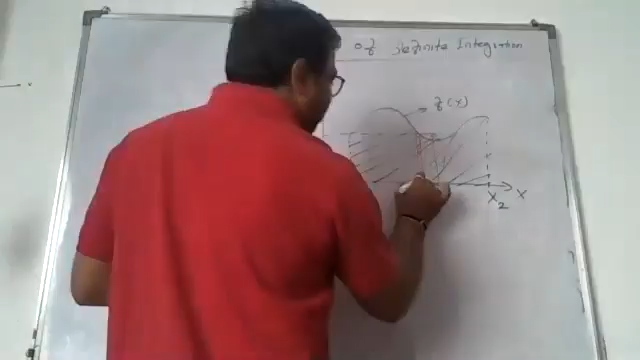 of Definite Integration
f(x)
X₂ X